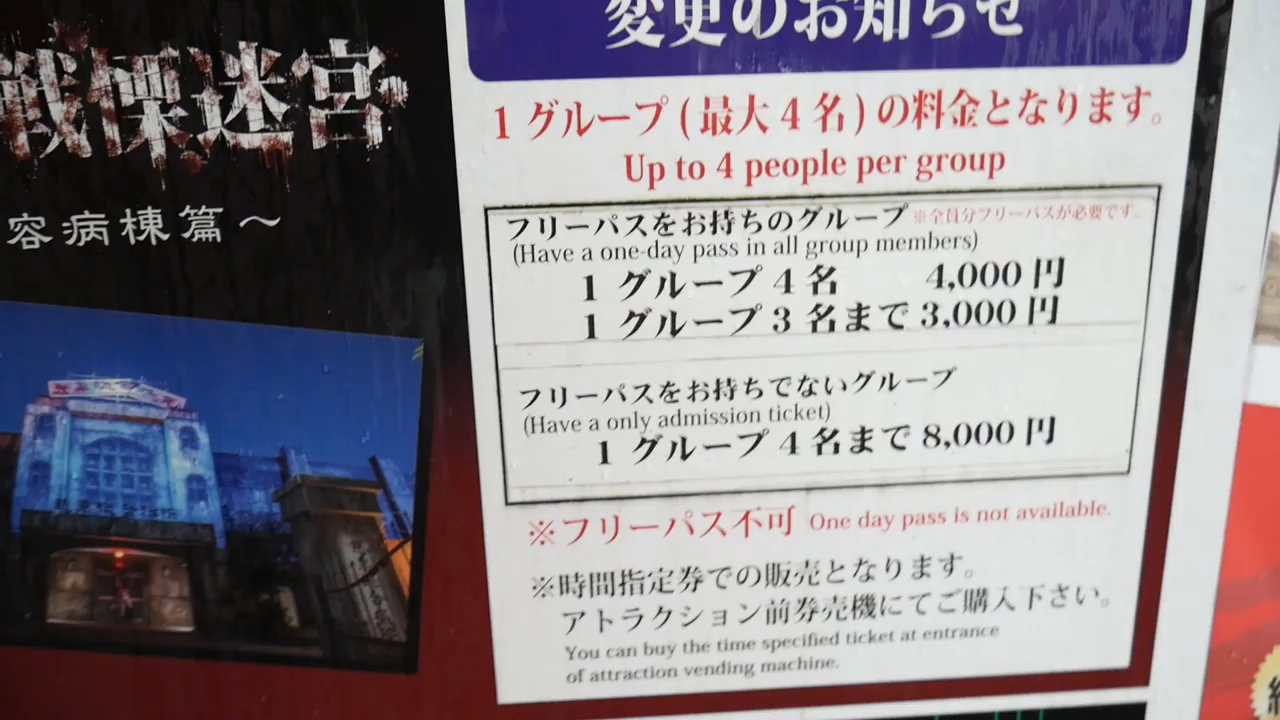 戦慄迷宮
容病棟篇～
変更のお知らせ
1グループ(最大4名)の料金となります。
Up to 4 people per group
フリーパスをお持ちのグループ ※全員分フリーパスが必要です。
(Have a one-day pass in all group members)
1グループ4名 4,000円
1グループ3名まで 3,000円
フリーパスをお持ちでないグループ
(Have a only admission ticket)
1グループ4名まで 8,000円
※フリーパス不可 One day pass is not available.
※時間指定券での販売となります。
アトラクション前券売機にてご購入下さい。
You can buy the time specified ticket at entrance
of attraction vending machine.